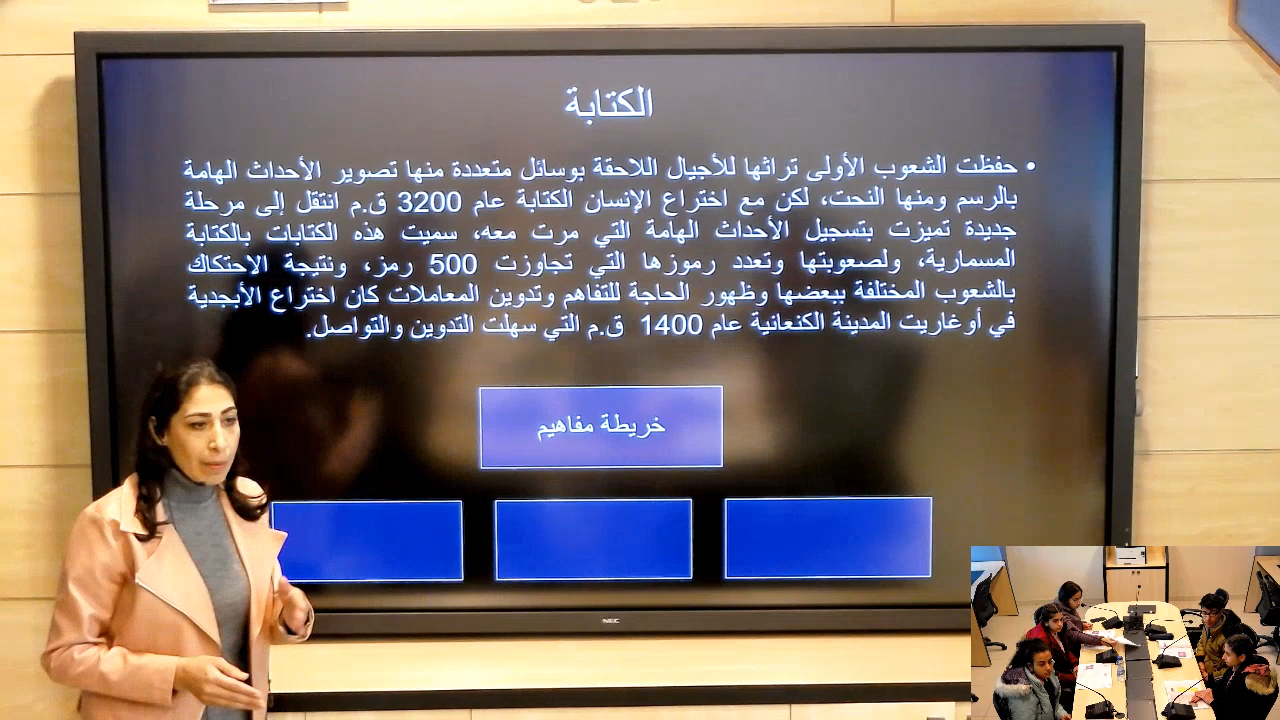 الكتابة
• حفظت الشعوب الأولى تراثها للأجيال اللاحقة بوسائل متعددة منها تصوير الأحداث الهامة
بالرسم ومنها النحت، لكن مع اختراع الإنسان الكتابة عام 3200 ق.م انتقل إلى مرحلة
جديدة تميزت بتسجيل الأحداث الهامة التي مرت معه، سميت هذه الكتابات بالكتابة
المسمارية، ولصعوبتها وتعدد رموزها التي تجاوزت 500 رمز، ونتيجة الاحتكاك
بالشعوب المختلفة ببعضها وظهور الحاجة للتفاهم وتدوين المعاملات كان اختراع الأبجدية
في أوغاريت المدينة الكنعانية عام 1400 ق.م التي سهلت التدوين والتواصل.
خريطة مفاهيم
NEC